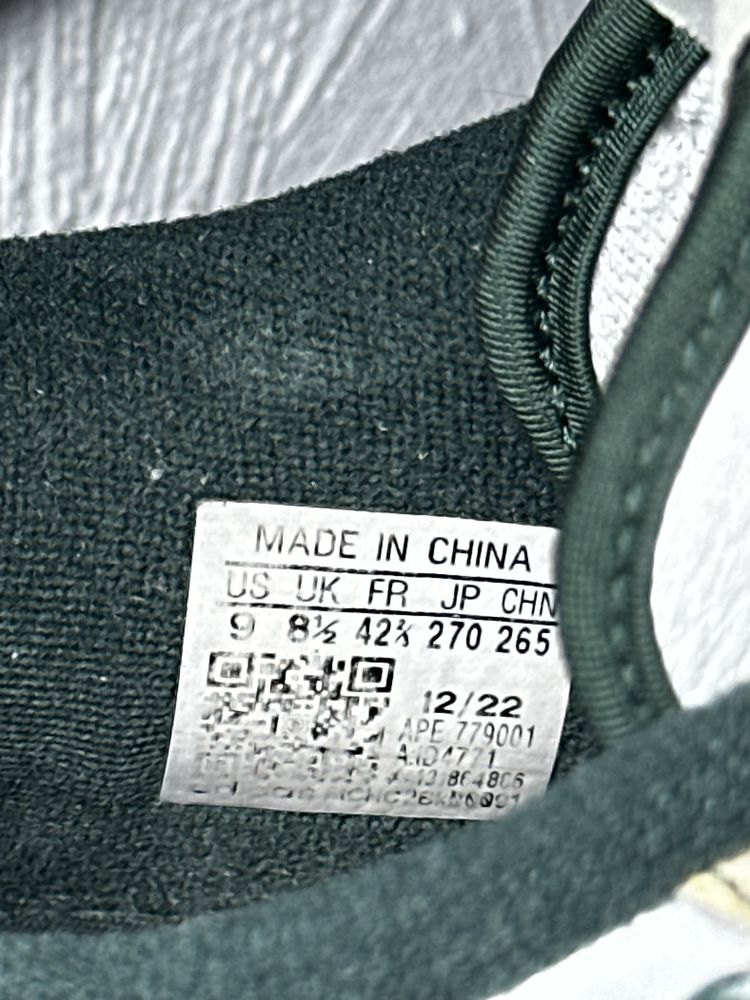 MADE IN CHINA
US UK FR JP CHN
9 8½ 42⅔ 270 265
12/22
APE 779001